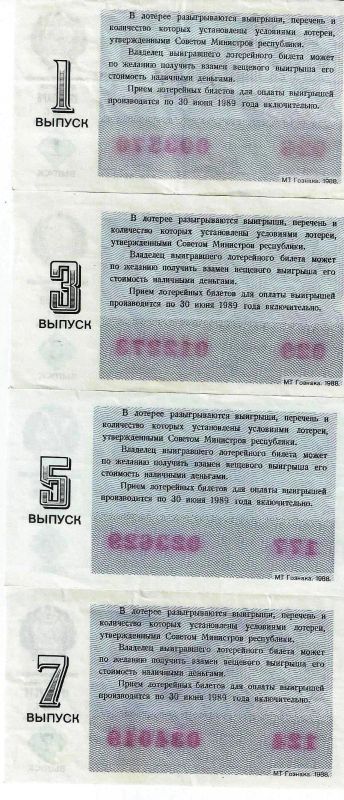 В лотерее разыгрываются выигрыши, перечень и
количество которых установлены условиями лотереи,
утвержденными Советом Министров республики.
Владелец выигравшего лотерейного билета может
по желанию получить взамен вещевого выигрыша его
стоимость наличными деньгами.
Прием лотерейных билетов для оплаты выигрышей
производится по 30 июня 1989 года включительно.
1
ВЫПУСК
МТ Гознака. 1988.
В лотерее разыгрываются выигрыши, перечень и
количество которых установлены условиями лотереи,
утвержденными Советом Министров республики.
Владелец выигравшего лотерейного билета может
по желанию получить взамен вещевого выигрыша его
стоимость наличными деньгами.
Прием лотерейных билетов для оплаты выигрышей
производится по 30 июня 1989 года включительно.
3
ВЫПУСК
МТ Гознака. 1988.
В лотерее разыгрываются выигрыши, перечень и
количество которых установлены условиями лотереи,
утвержденными Советом Министров республики.
Владелец выигравшего лотерейного билета может
по желанию получить взамен вещевого выигрыша его
стоимость наличными деньгами.
Прием лотерейных билетов для оплаты выигрышей
производится по 30 июня 1989 года включительно.
5
ВЫПУСК
МТ Гознака. 1988.
В лотерее разыгрываются выигрыши, перечень и
количество которых установлены условиями лотереи,
утвержденными Советом Министров республики.
Владелец выигравшего лотерейного билета может
по желанию получить взамен вещевого выигрыша его
стоимость наличными деньгами.
Прием лотерейных билетов для оплаты выигрышей
производится по 30 июня 1989 года включительно.
7
ВЫПУСК
МТ Гознака. 1988.